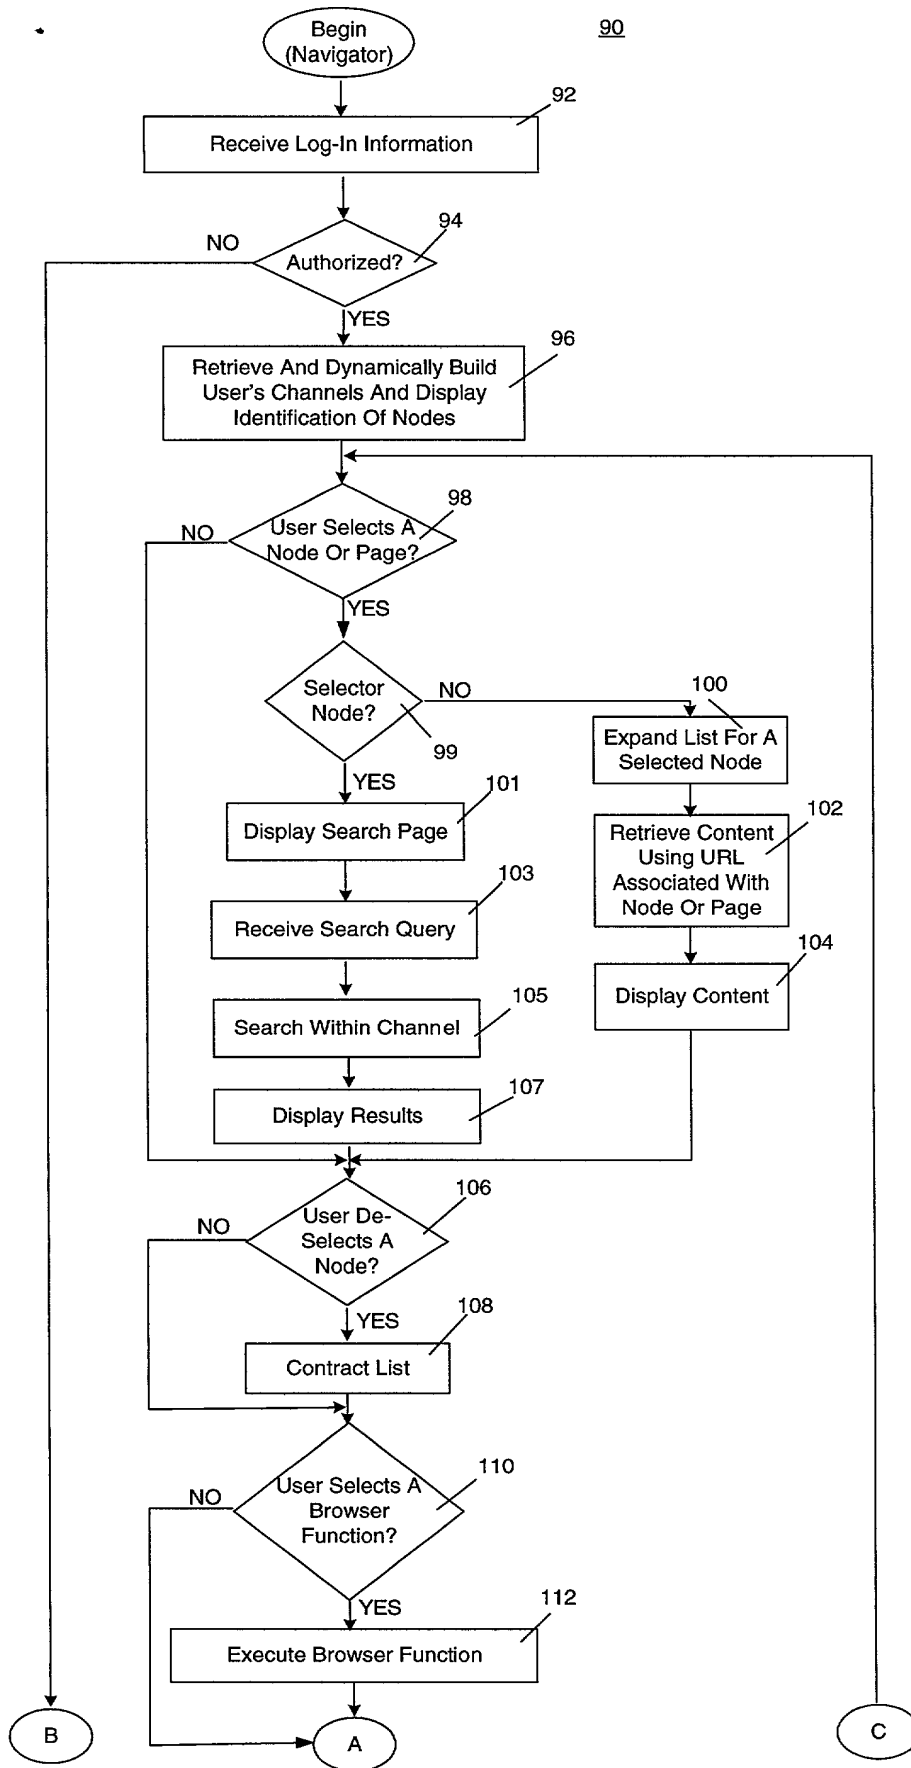 Begin
(Navigator)
90
92
Receive Log-In Information
94
NO
Authorized?
YES
96
Retrieve And Dynamically Build
User's Channels And Display
Identification Of Nodes
98
NO
User Selects A
Node Or Page?
YES
Selector
Node?
NO
99
100
Expand List For A
Selected Node
YES
101
Display Search Page
102
Retrieve Content
Using URL
Associated With
Node Or Page
103
Receive Search Query
104
Display Content
105
Search Within Channel
107
Display Results
106
NO
User De-
Selects A
Node?
YES
108
Contract List
110
NO
User Selects A
Browser
Function?
YES
112
Execute Browser Function
B
A
C